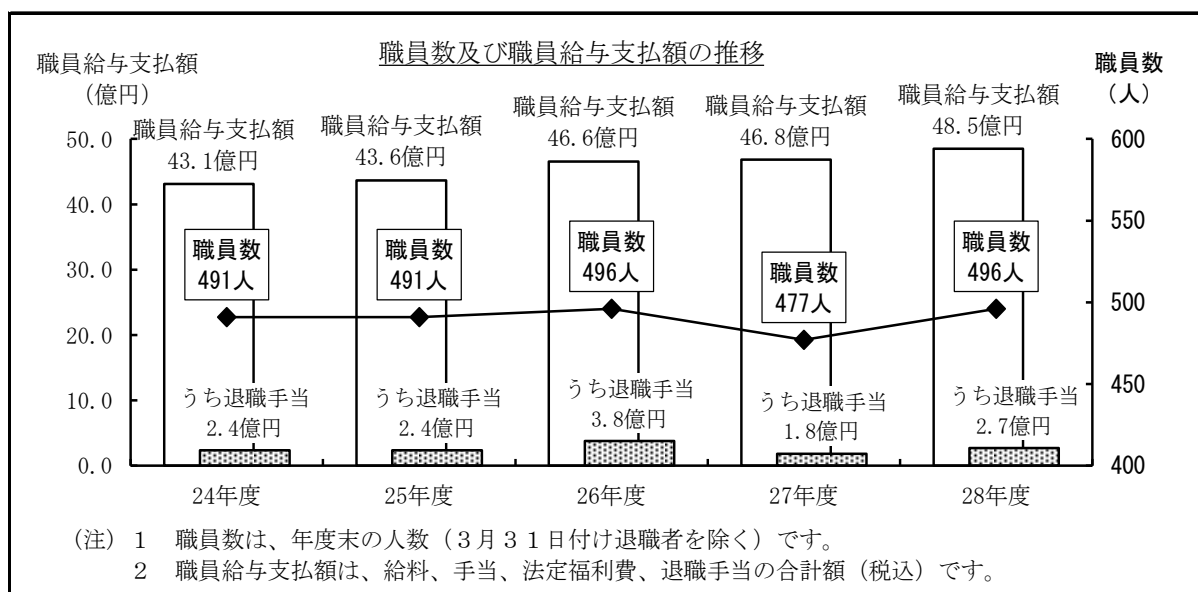 職員数及び職員給与支払額の推移
職員給与支払額
(億円)
職員数
(人)
職員給与支払額
43.1億円
職員給与支払額
43.6億円
職員給与支払額
46.6億円
職員給与支払額
46.8億円
職員給与支払額
48.5億円
50.0
40.0
30.0
20.0
10.0
0.0
600
550
500
450
400
職員数
491人
職員数
491人
職員数
496人
職員数
477人
職員数
496人
うち退職手当
2.4億円
うち退職手当
2.4億円
うち退職手当
3.8億円
うち退職手当
1.8億円
うち退職手当
2.7億円
24年度
25年度
26年度
27年度
28年度
(注) 1 職員数は、年度末の人数(3月31日付け退職者を除く)です。
2 職員給与支払額は、給料、手当、法定福利費、退職手当の合計額(税込)です。